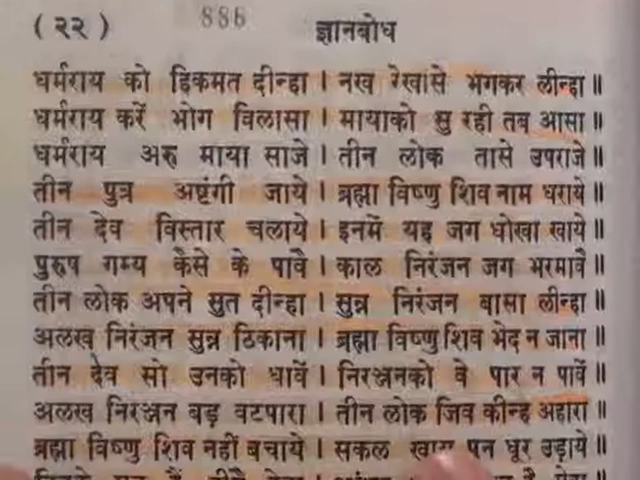 ( २२ ) 886 ज्ञानबोध
धर्मराय को हिकमत दीन्हा । नख रेखासे भगकर लीन्हा ॥
धर्मराय करें भोग विलासा । मायाको सु रही तब आसा ॥
धर्मराय अरु माया साजे । तीन लोक तासे उपराजे ॥
तीन पुत्र अष्टंगी जाये । ब्रह्मा विष्णु शिव नाम धराये ॥
तीन देव विस्तार चलाये । इनमें यह जग धोखा खाये ॥
पुरुष गम्य कैसे के पावै । काल निरंजन जग भरमावै ॥
तीन लोक अपने सुत दीन्हा । सुन्न निरंजन बासा लीन्हा ॥
अलख निरंजन सुन्न ठिकाना । ब्रह्मा विष्णु शिव भेद न जाना ॥
तीन देव सो उनको धावें । निरञ्जनको वे पार न पावें ॥
अलख निरञ्जन बड़ वटपारा । तीन लोक जिव कीन्ह अहारा ॥
ब्रह्मा विष्णु शिव नहीं बचाये । सकल पन धूर उड़ाये ॥